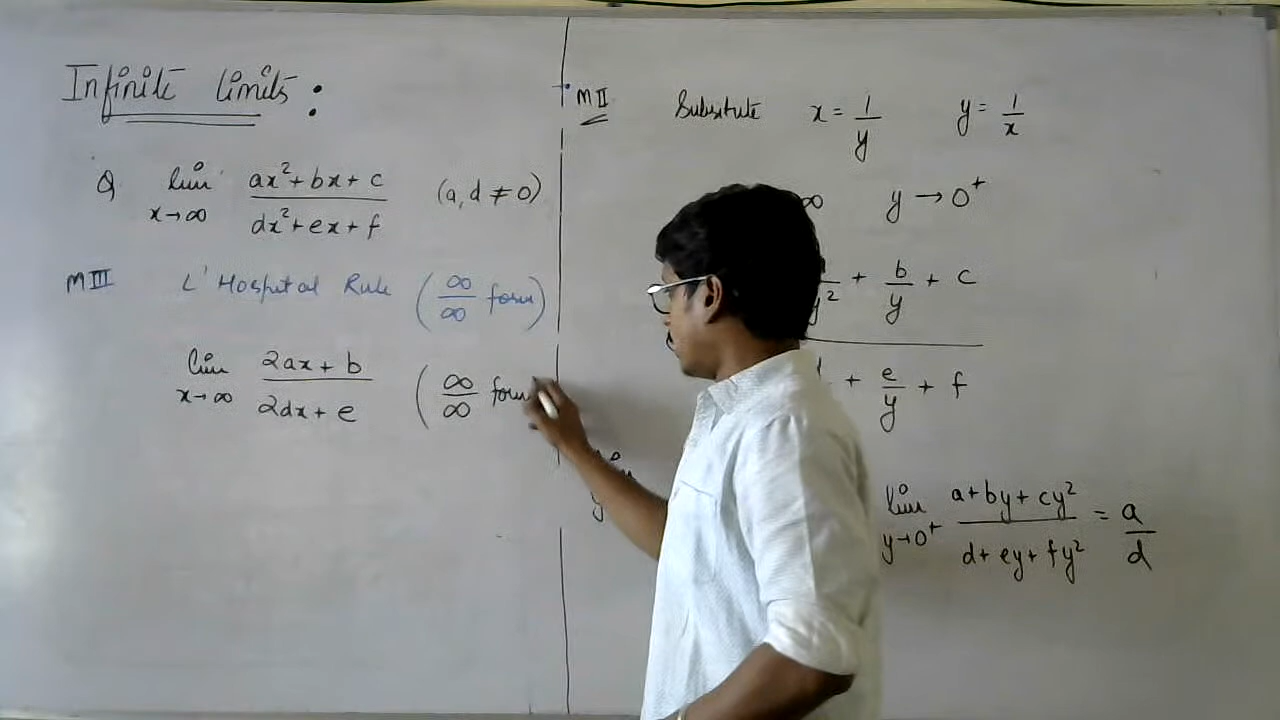 Infinite limits :
Q lim x→∞ (ax²+bx+c)/(dx²+ex+f) (a, d ≠ 0)
M III L'Hospital Rule (∞/∞ form)
lim x→∞ (2ax+b)/(2dx+e) (∞/∞ form
M II Subsitute x = 1/y y = 1/x
∞ y → 0⁺
+ b/y + c
+ e/y + f
lim y→0⁺ (a+by+cy²)/(d+ey+fy²) = a/d